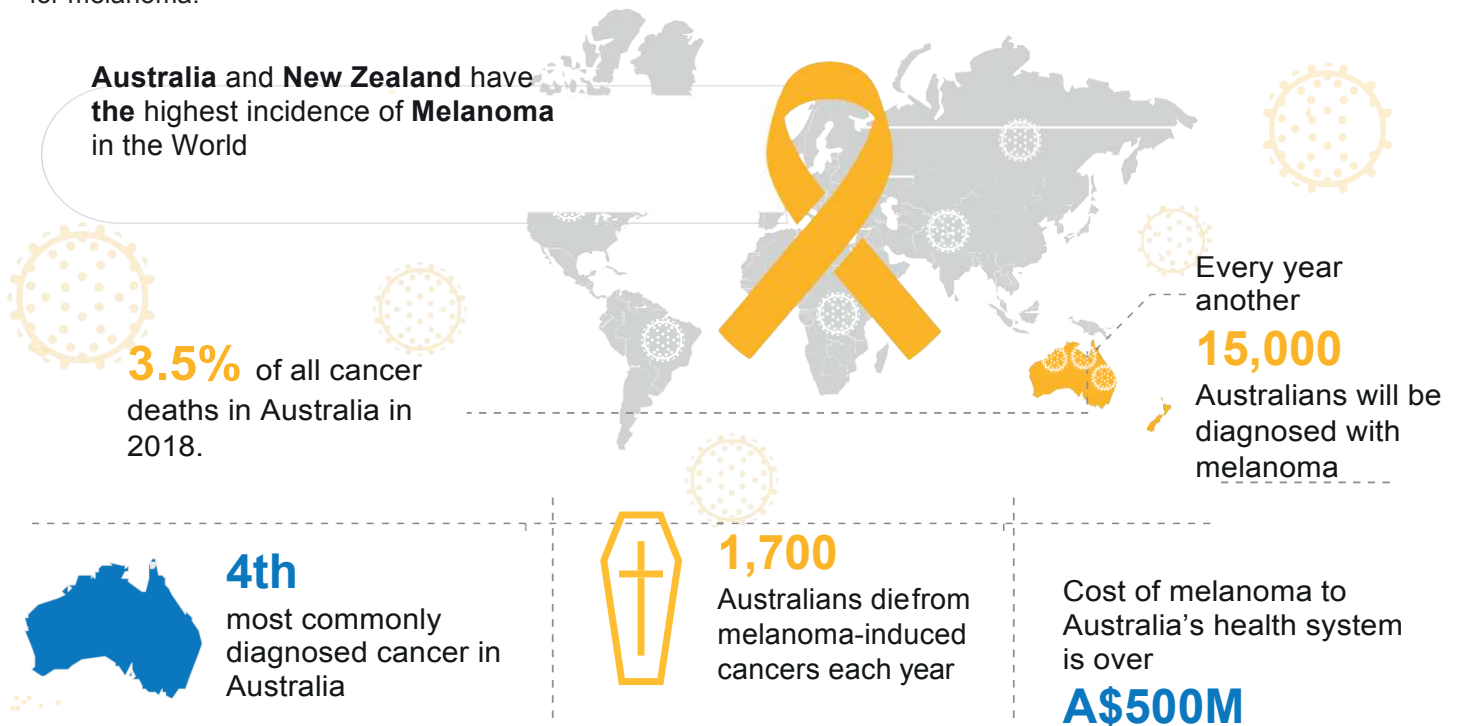 for melanoma.
Australia and New Zealand have
the highest incidence of Melanoma
in the World
3.5% of all cancer
deaths in Australia in
2018.
Every year
another
15,000
Australians will be
diagnosed with
melanoma
4th
most commonly
diagnosed cancer in
Australia
1,700
Australians diefrom
melanoma-induced
cancers each year
Cost of melanoma to
Australia's health system
is over
A$500M